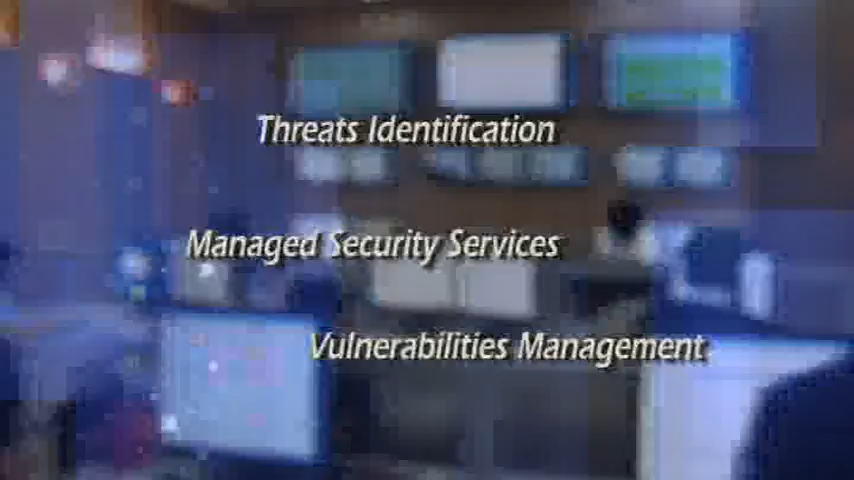 Threats Identification
Managed Security Services
Vulnerabilities Management